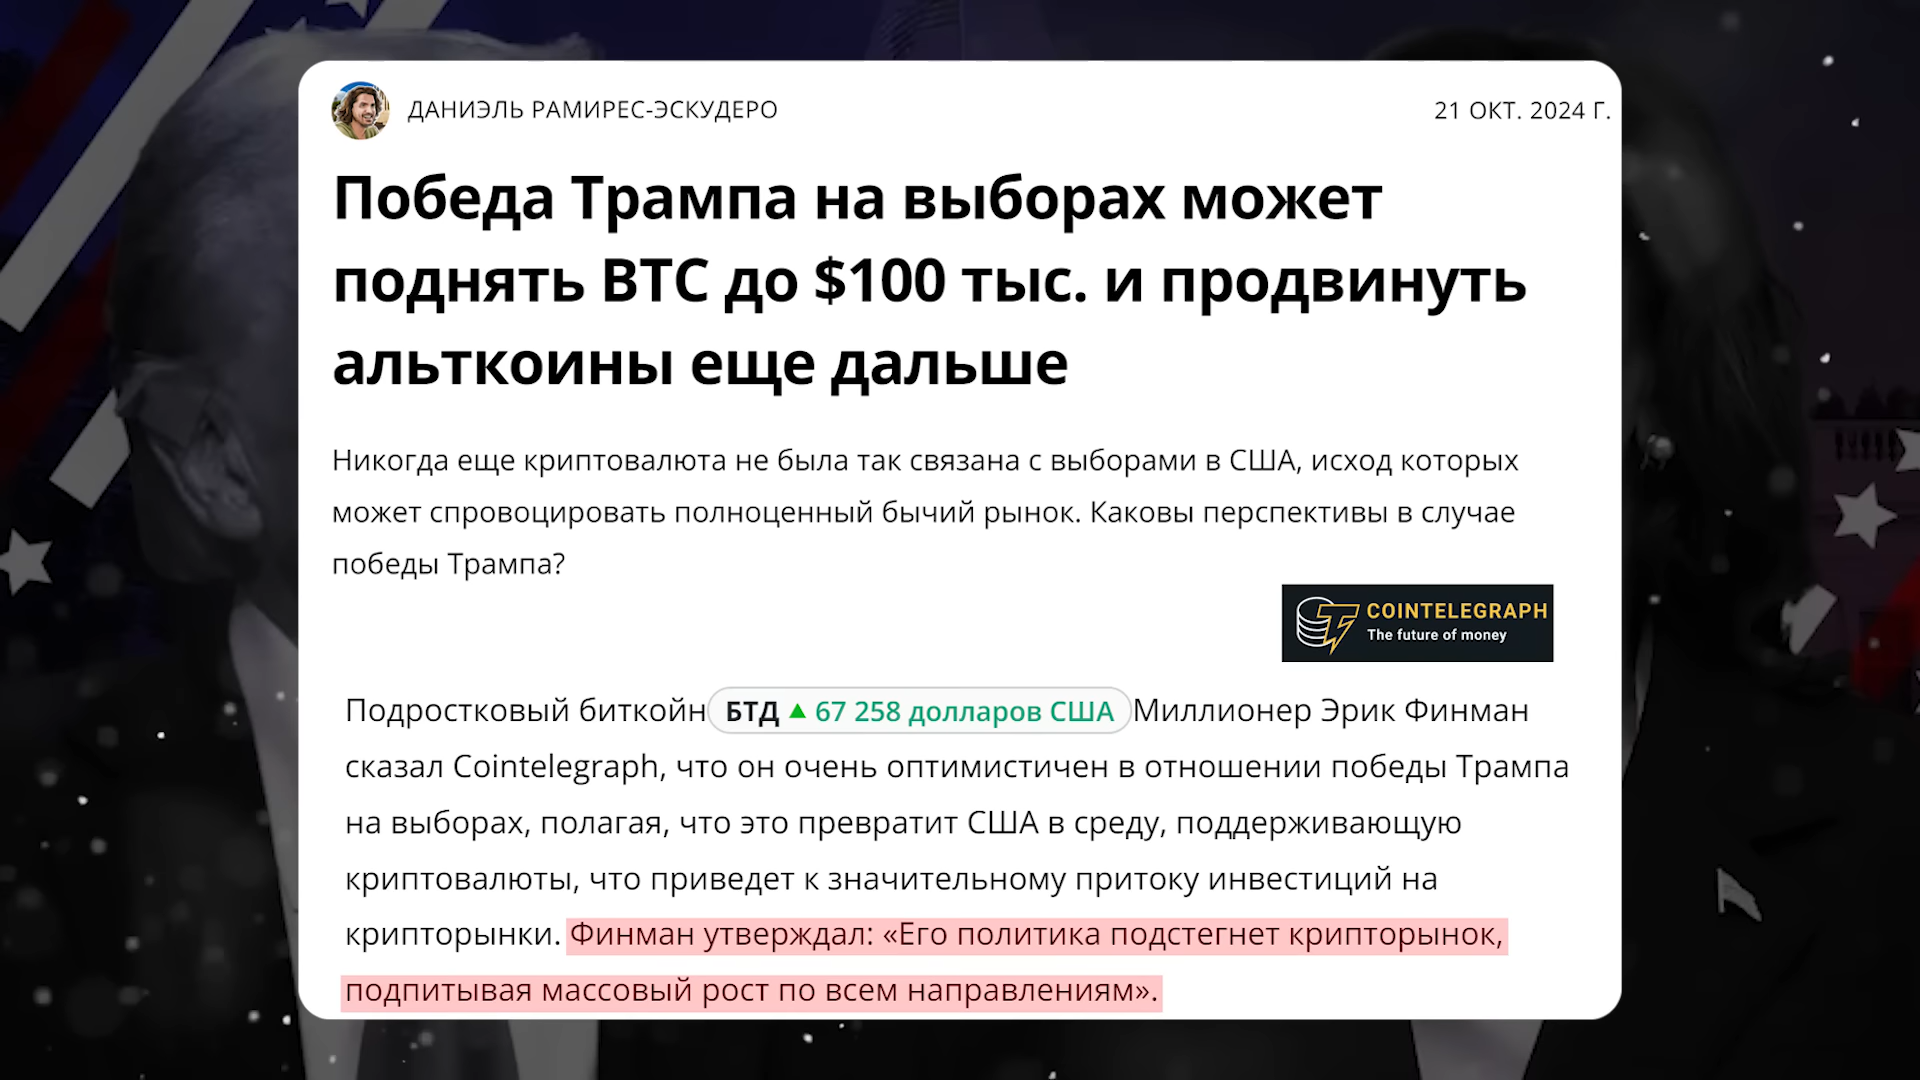 ДАНИЭЛЬ РАМИРЕС-ЭСКУДЕРО
21 ОКТ. 2024 Г.
Победа Трампа на выборах может
поднять BTC до $100 тыс. и продвинуть
альткоины еще дальше
Никогда еще криптовалюта не была так связана с выборами в США, исход которых
может спровоцировать полноценный бычий рынок. Каковы перспективы в случае
победы Трампа?
COINTELEGRAPH
The future of money
Подростковый биткойн БТД ▲ 67 258 долларов США Миллионер Эрик Финман
сказал Cointelegraph, что он очень оптимистичен в отношении победы Трампа
на выборах, полагая, что это превратит США в среду, поддерживающую
криптовалюты, что приведет к значительному притоку инвестиций на
крипторынки. Финман утверждал: «Его политика подстегнет крипторынок,
подпитывая массовый рост по всем направлениям».